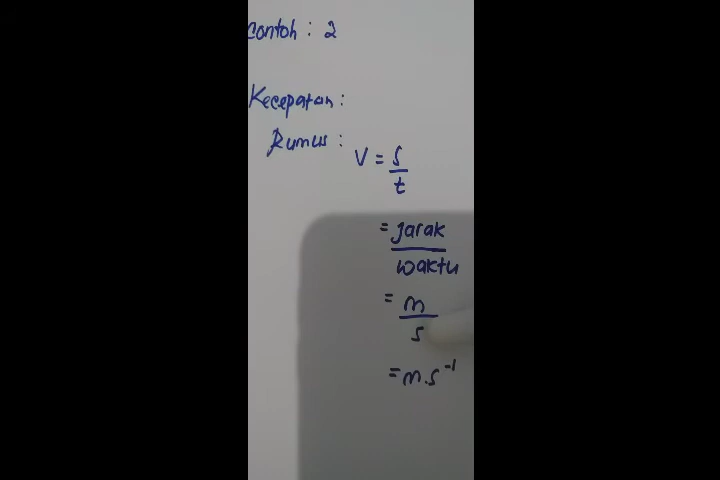 Contoh : 2
Kecepatan :
Rumus :
V = s/t
= Jarak/waktu
= m/s
= m.s⁻¹